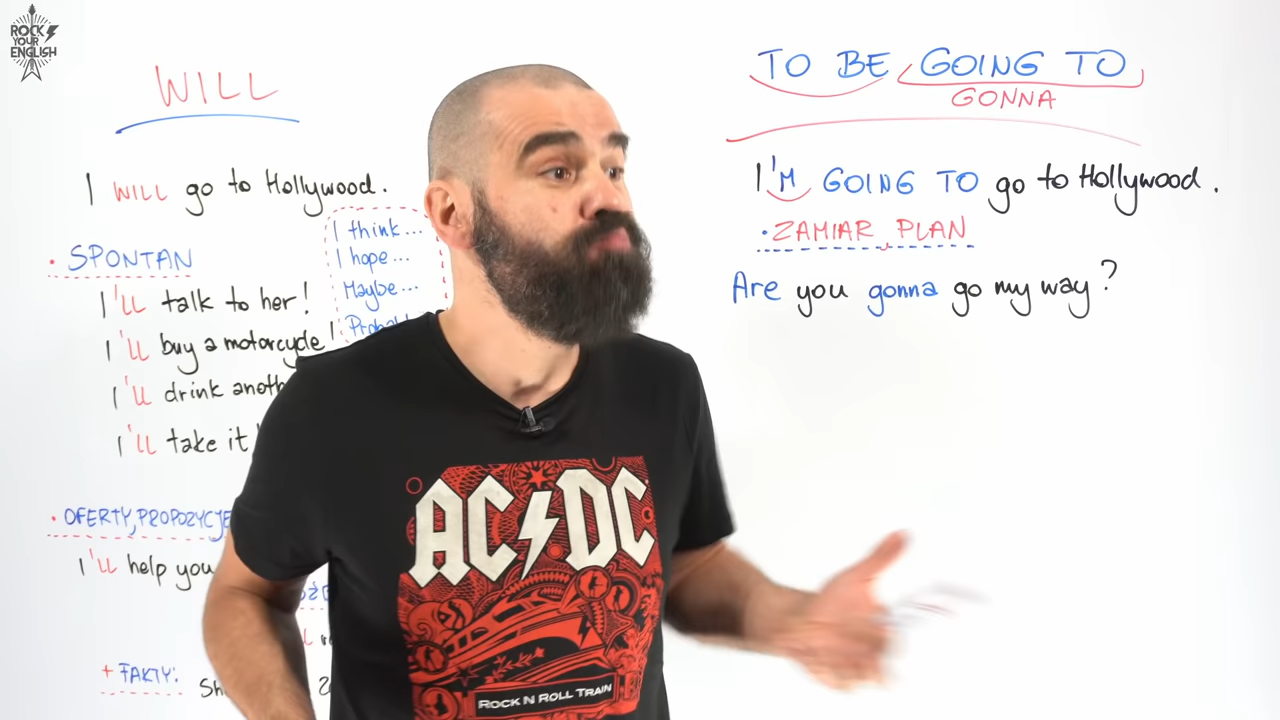 ROCK
YOUR
ENGLISH
WILL
I WILL go to Hollywood.
I think...
I hope...
Maybe...
• SPONTAN
I'll talk to her!
I'll buy a motorcycle!
I'll drink
I'll take it
• OFERTY, PROPOZYCJE
I'll help you
+ FAKTY:
TO BE GOING TO
GONNA
I'M GOING TO go to Hollywood.
• ZAMIAR, PLAN
Are you gonna go my way?
AC DC
ROCK N ROLL TRAIN